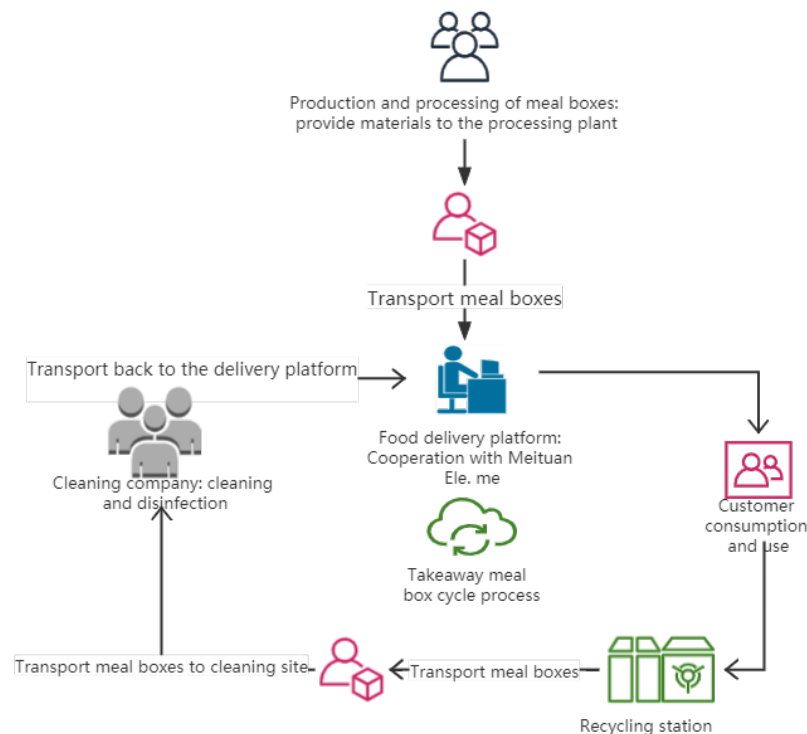 Production and processing of meal boxes:
provide materials to the processing plant
Transport meal boxes
Transport back to the delivery platform
Food delivery platform:
Cooperation with Meituan
Ele. me
Cleaning company: cleaning
and disinfection
Customer
consumption
and use
Takeaway meal
box cycle process
Transport meal boxes to cleaning site
Transport meal boxes
Recycling station